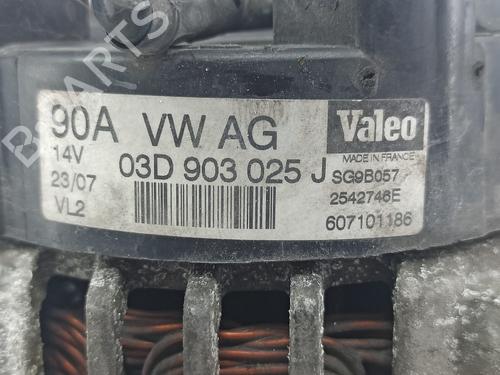 90A VW AG
14V
03D 903 025 J
23/07
VL2
Valeo
MADE IN FRANCE
SG9B057
2542746E
607101186